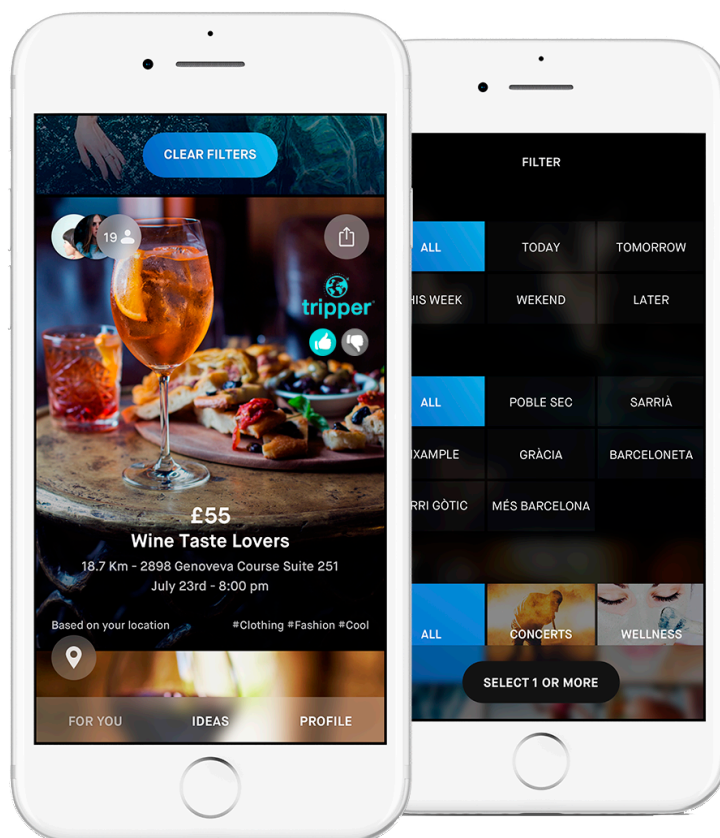 CLEAR FILTERS
19
tripper
£55
Wine Taste Lovers
18.7 Km - 2898 Genoveva Course Suite 251
July 23rd - 8:00 pm
Based on your location
#Clothing #Fashion #Cool
FOR YOU
IDEAS
PROFILE
FILTER
ALL
TODAY
TOMORROW
HIS WEEK
WEKEND
LATER
ALL
POBLE SEC
SARRIÀ
IXAMPLE
GRÀCIA
BARCELONETA
RRI GÒTIC
MÉS BARCELONA
ALL
CONCERTS
WELLNESS
SELECT 1 OR MORE